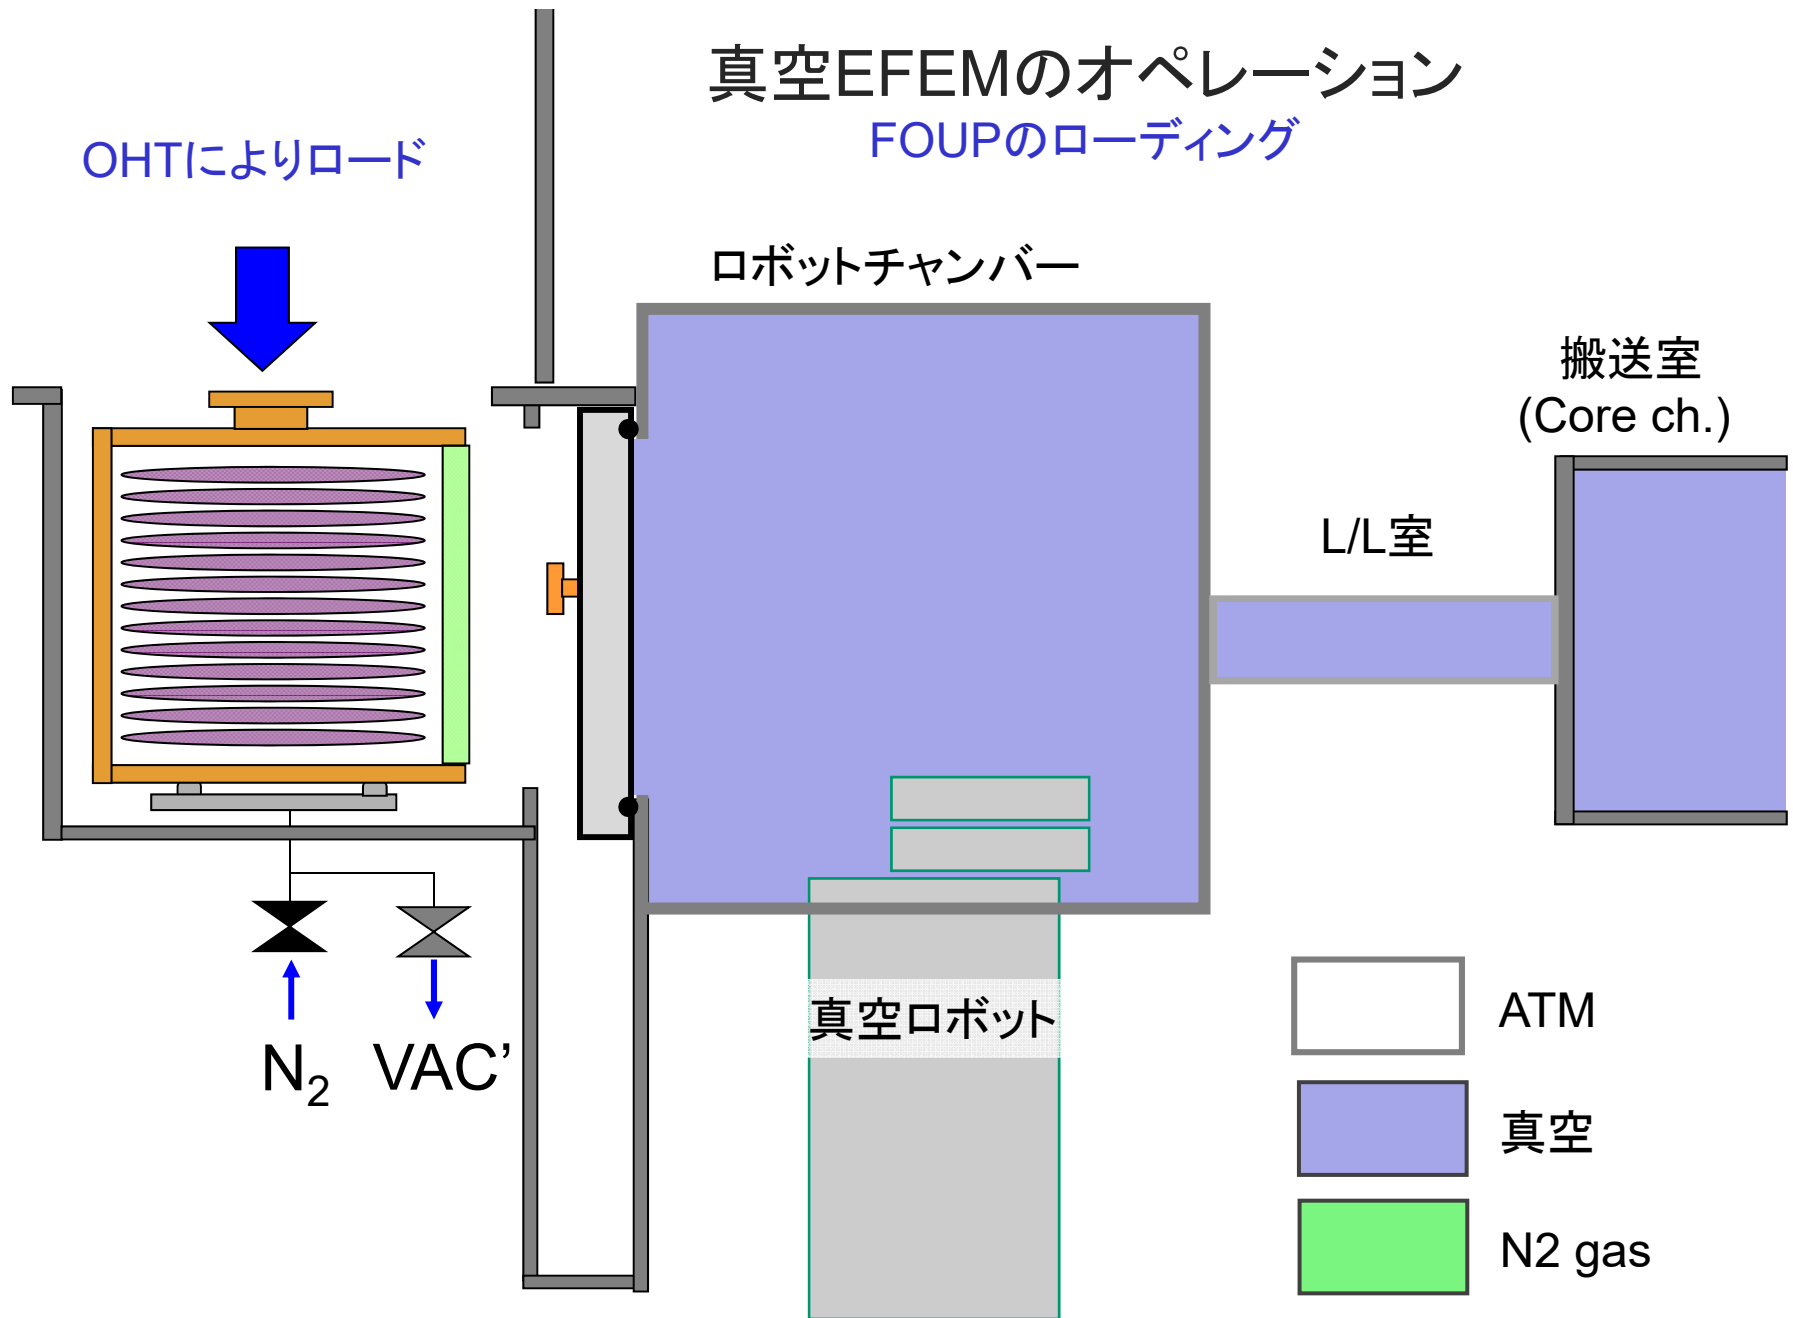 真空EFEMのオペレーション
FOUPのローディング
OHTによりロード
ロボットチャンバー
搬送室
(Core ch.)
L/L室
真空ロボット
N₂ VAC’
ATM
真空
N2 gas